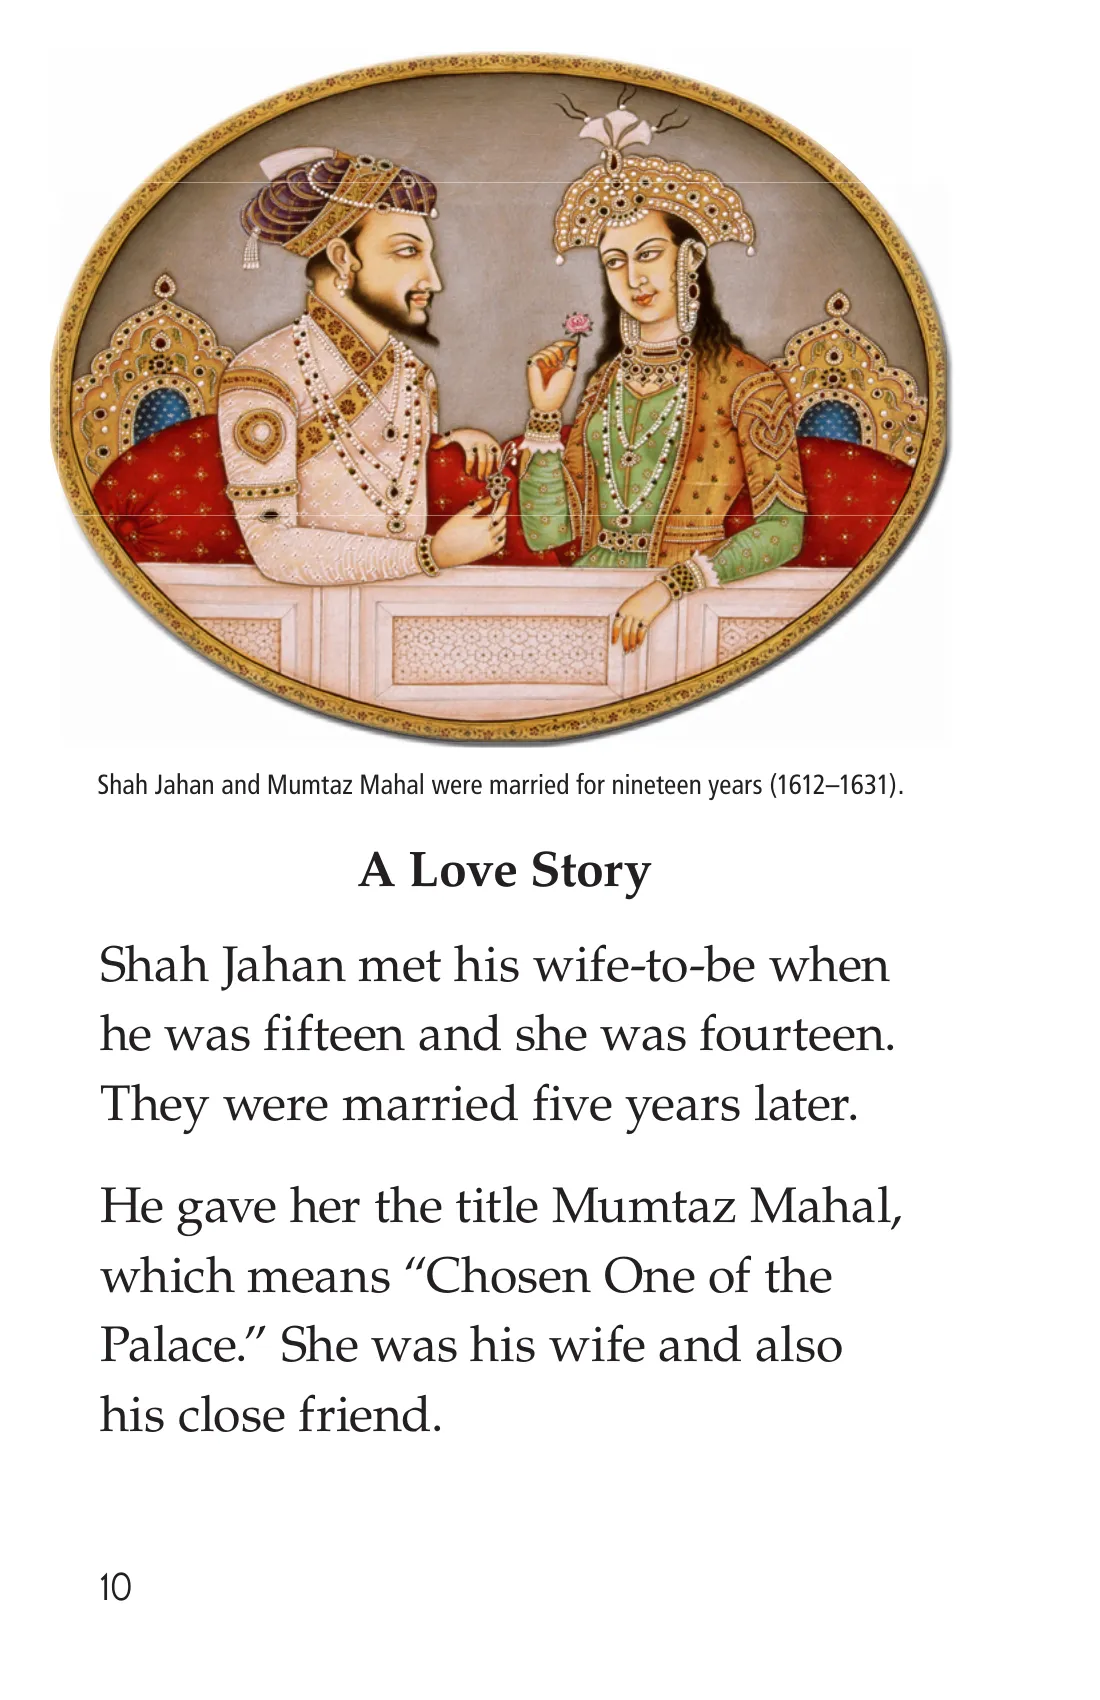 Shah Jahan and Mumtaz Mahal were married for nineteen years (1612–1631).
A Love Story
Shah Jahan met his wife-to-be when
he was fifteen and she was fourteen.
They were married five years later.
He gave her the title Mumtaz Mahal,
which means “Chosen One of the
Palace.” She was his wife and also
his close friend.
10